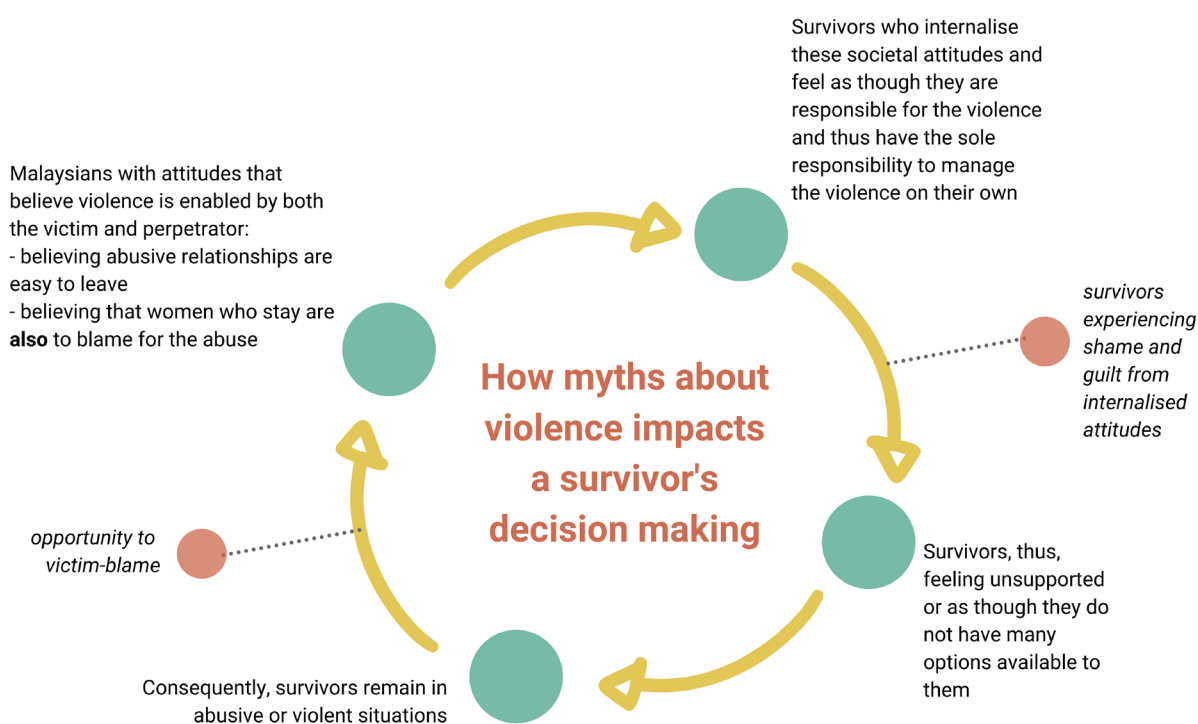 How myths about
violence impacts
a survivor's
decision making
Malaysians with attitudes that
believe violence is enabled by both
the victim and perpetrator:
- believing abusive relationships are
easy to leave
- believing that women who stay are
also to blame for the abuse
Survivors who internalise
these societal attitudes and
feel as though they are
responsible for the violence
and thus have the sole
responsibility to manage
the violence on their own
survivors
experiencing
shame and
guilt from
internalised
attitudes
Survivors, thus,
feeling unsupported
or as though they do
not have many
options available to
them
Consequently, survivors remain in
abusive or violent situations
opportunity to
victim-blame